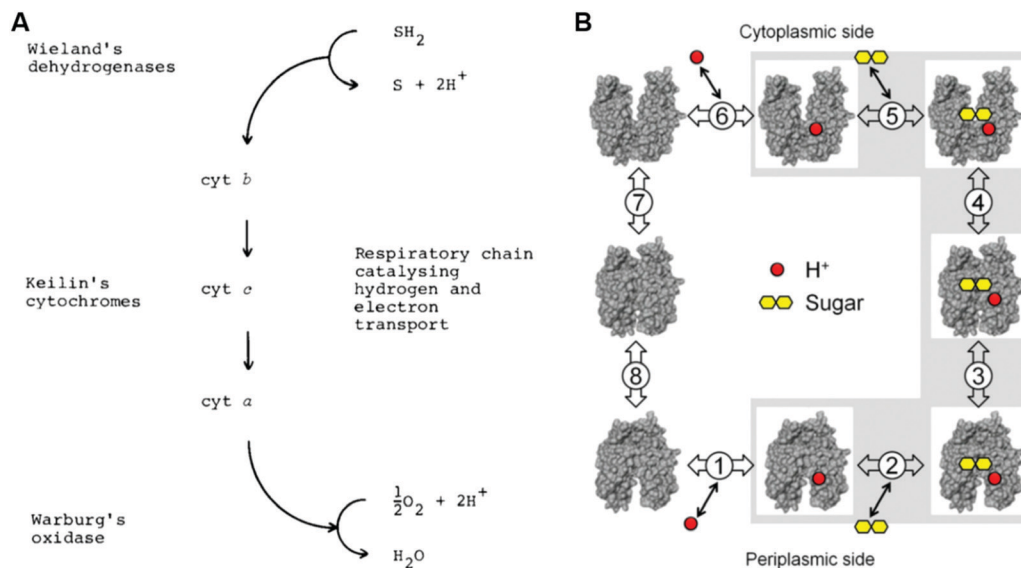 A
Wieland's
dehydrogenases
SH2
S + 2H+
cyt b
Keilin's
cytochromes
cyt c
Respiratory chain
catalysing
hydrogen and
electron
transport
cyt a
Warburg's
oxidase
½O2 + 2H+
H2O
B
Cytoplasmic side
6
5
7
4
H+
Sugar
8
3
1
2
Periplasmic side